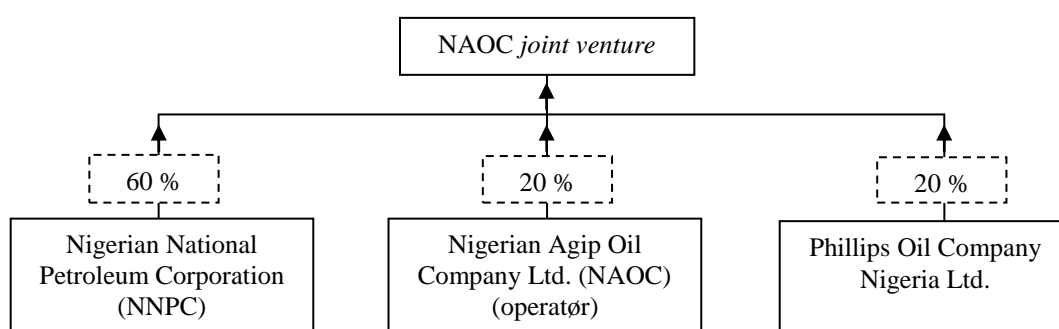 NAOC joint venture
60 %
20 %
20 %
Nigerian National
Petroleum Corporation
(NNPC)
Nigerian Agip Oil
Company Ltd. (NAOC)
(operatør)
Phillips Oil Company
Nigeria Ltd.